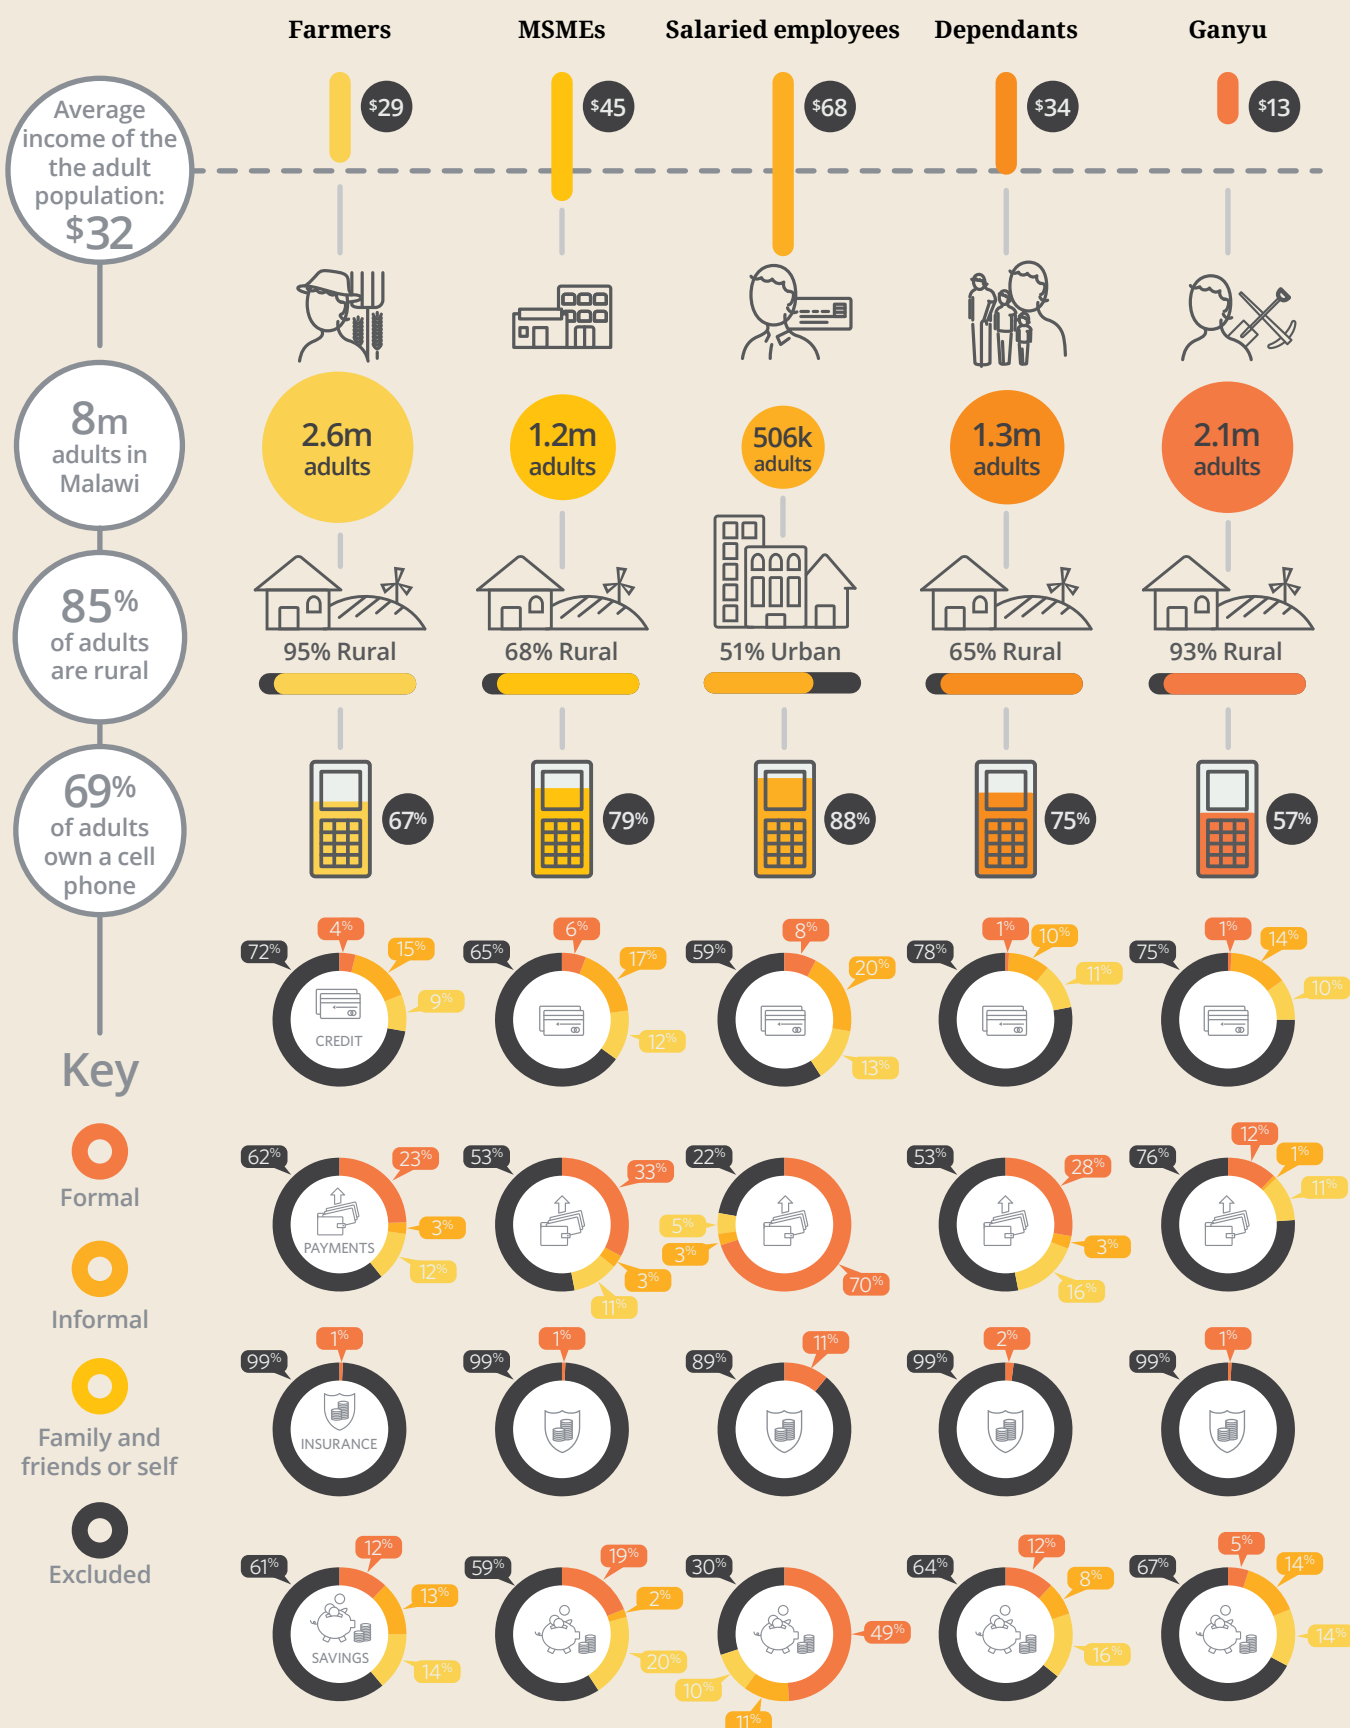 Farmers
MSMEs
Salaried employees
Dependants
Ganyu
Average
income of the
the adult
population:
$32
$29
$45
$68
$34
$13
8m
adults in
Malawi
2.6m
adults
1.2m
adults
506k
adults
1.3m
adults
2.1m
adults
85%
of adults
are rural
95% Rural
68% Rural
51% Urban
65% Rural
93% Rural
69%
of adults
own a cell
phone
67%
79%
88%
75%
57%
72%
4%
15%
9%
CREDIT
65%
6%
17%
12%
59%
8%
20%
13%
78%
1%
10%
11%
75%
1%
14%
10%
Key
Formal
Informal
Family and
friends or self
Excluded
62%
23%
3%
12%
PAYMENTS
53%
33%
3%
11%
22%
5%
3%
70%
53%
28%
3%
16%
76%
12%
1%
11%
99%
1%
INSURANCE
99%
1%
89%
11%
99%
2%
99%
1%
61%
12%
13%
14%
SAVINGS
59%
19%
2%
20%
30%
49%
10%
11%
64%
12%
8%
16%
67%
5%
14%
14%